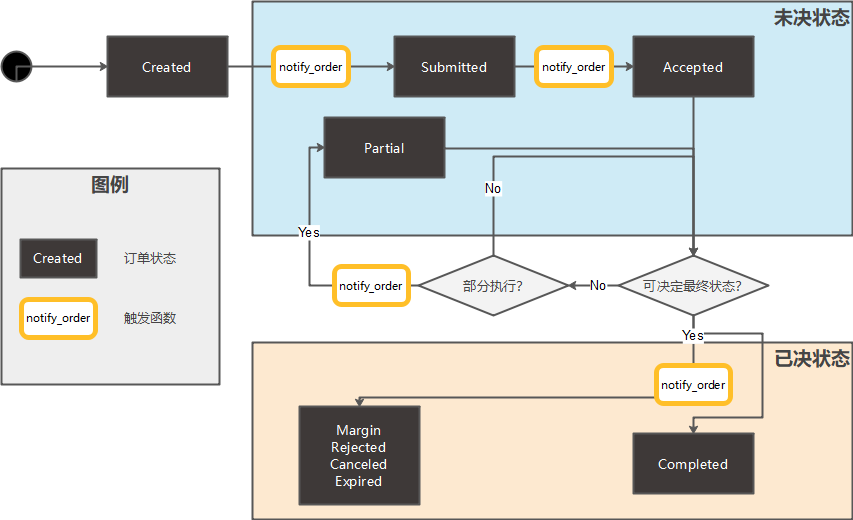 未决状态
Created
notify_order
Submitted
notify_order
Accepted
Partial
No
图例
Yes
Created
订单状态
notify_order
部分执行?
No
可决定最终状态?
notify_order
触发函数
Yes
已决状态
notify_order
Margin
Rejected
Canceled
Expired
Completed